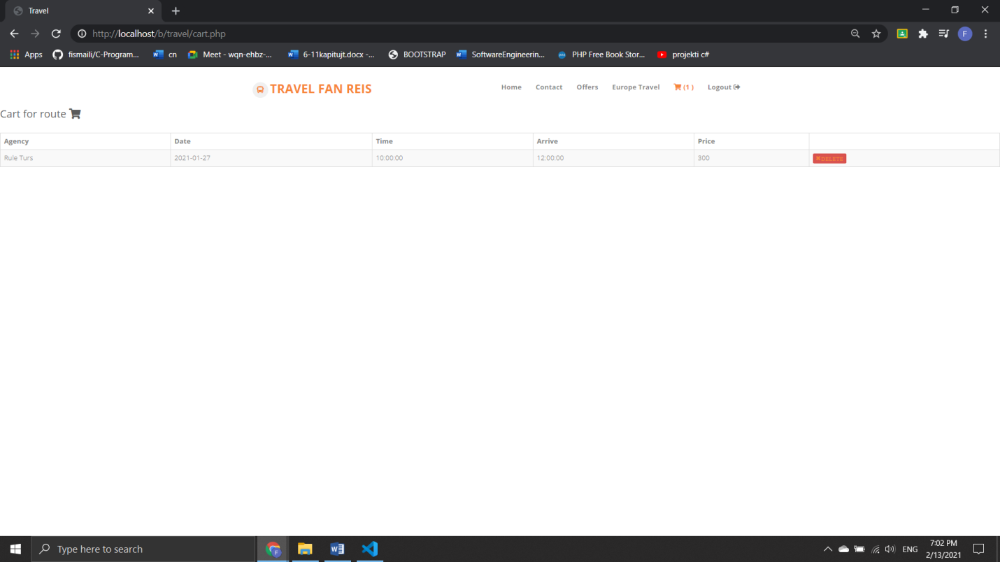 Travel
http://localhost/b/travel/cart.php
F
Apps fismaili/C-Program... cn Meet - wqn-ehbz-... 6-11kapitujt.docx -... BOOTSTRAP SoftwareEngineerin... PHP Free Book Stor... projekti c#
TRAVEL FAN REIS Home Contact Offers Europe Travel (1 ) Logout
Cart for route
Agency Date Time Arrive Price
Rule Turs 2021-01-27 10:00:00 12:00:00 300 DELETE
Type here to search
ENG
7:02 PM
2/13/2021